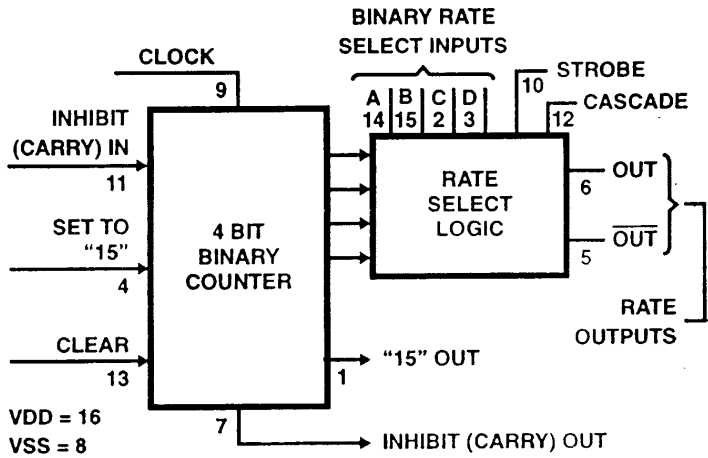 BINARY RATE
SELECT INPUTS
CLOCK
9
STROBE
10
CASCADE
12
A
14
B
15
C
2
D
3
INHIBIT
(CARRY) IN
11
SET TO
“15”
4
CLEAR
13
4 BIT
BINARY
COUNTER
RATE
SELECT
LOGIC
6
OUT
5
OUT
RATE
OUTPUTS
1
“15” OUT
7
INHIBIT (CARRY) OUT
VDD = 16
VSS = 8